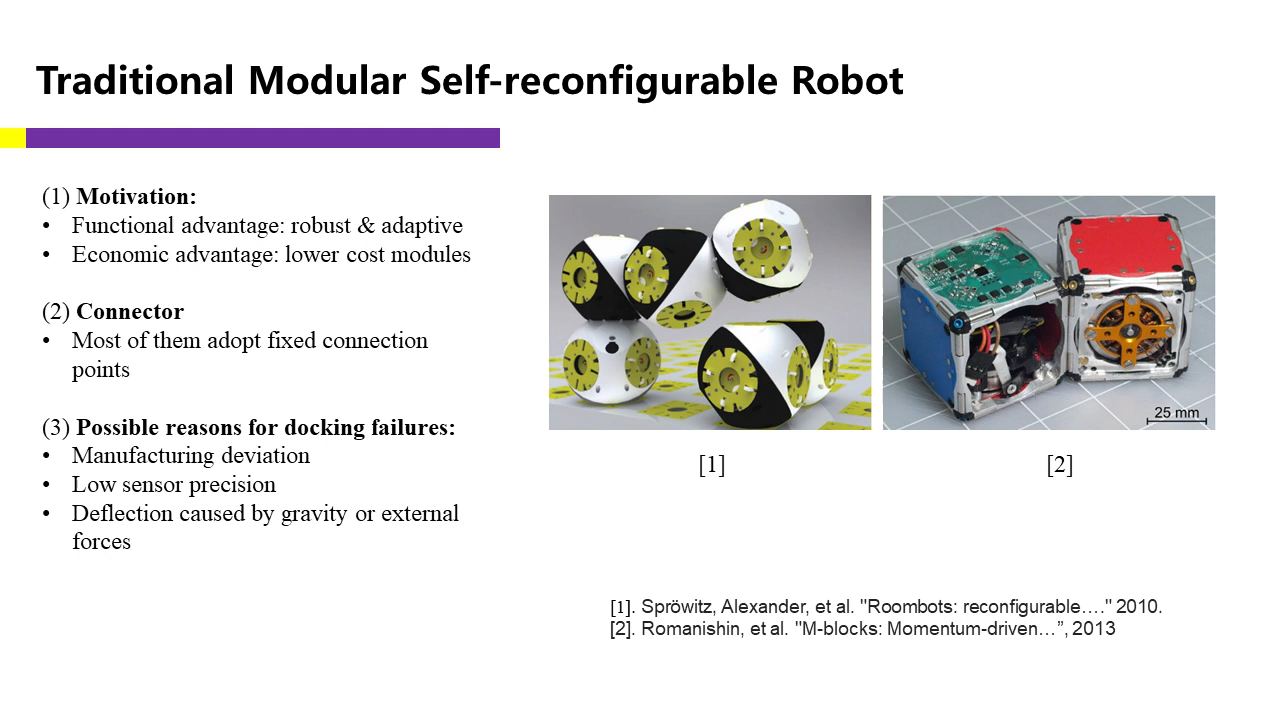 Traditional Modular Self-reconfigurable Robot
(1) Motivation:
• Functional advantage: robust & adaptive
• Economic advantage: lower cost modules
(2) Connector
• Most of them adopt fixed connection
points
(3) Possible reasons for docking failures:
• Manufacturing deviation
• Low sensor precision
• Deflection caused by gravity or external
forces
25 mm
[1]
[2]
[1]. Spröwitz, Alexander, et al. "Roombots: reconfigurable…." 2010.
[2]. Romanishin, et al. "M-blocks: Momentum-driven…”, 2013